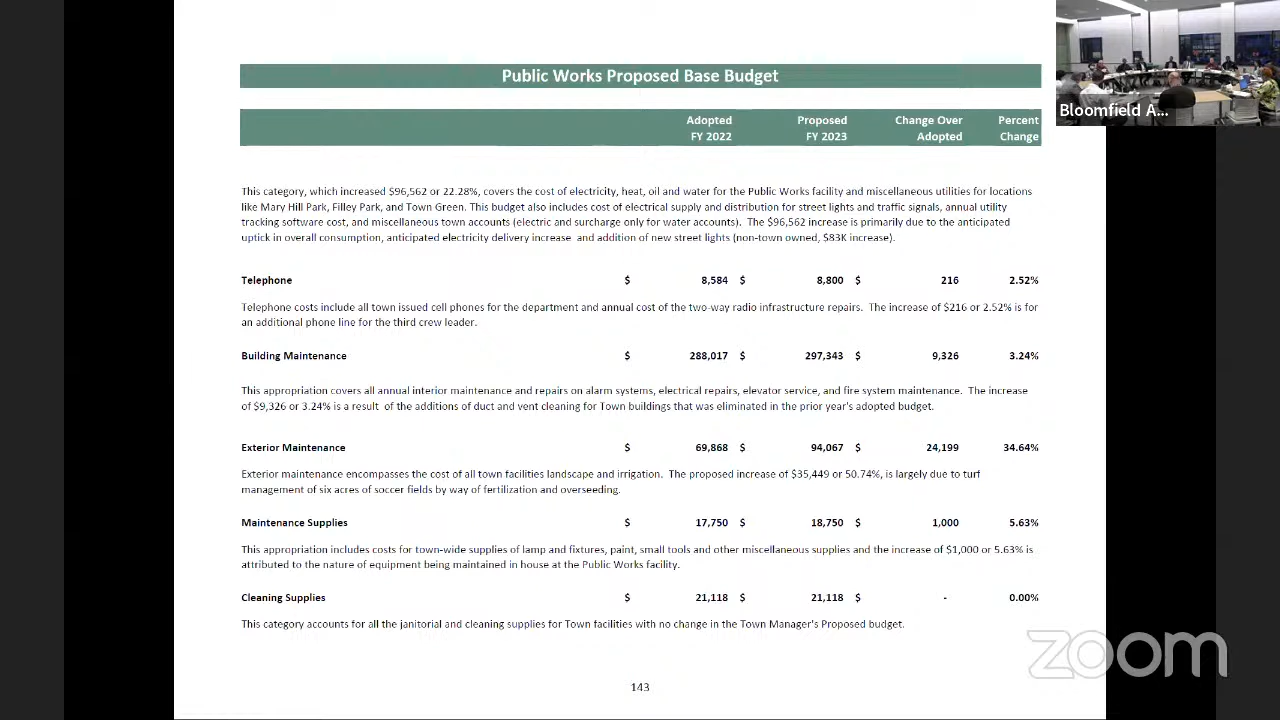 Public Works Proposed Base Budget
Adopted FY 2022 Proposed FY 2023 Change Over Adopted Percent Change
This category, which increased $96,562 or 22.28%, covers the cost of electricity, heat, oil and water for the Public Works facility and miscellaneous utilities for locations
like Mary Hill Park, Filley Park, and Town Green. This budget also includes cost of electrical supply and distribution for street lights and traffic signals, annual utility
tracking software cost, and miscellaneous town accounts (electric and surcharge only for water accounts). The $96,562 increase is primarily due to the anticipated
uptick in overall consumption, anticipated electricity delivery increase and addition of new street lights (non-town owned, $83K increase).
Telephone $ 8,584 $ 8,800 $ 216 2.52%
Telephone costs include all town issued cell phones for the department and annual cost of the two-way radio infrastructure repairs. The increase of $216 or 2.52% is for
an additional phone line for the third crew leader.
Building Maintenance $ 288,017 $ 297,343 $ 9,326 3.24%
This appropriation covers all annual interior maintenance and repairs on alarm systems, electrical repairs, elevator service, and fire system maintenance. The increase
of $9,326 or 3.24% is a result of the additions of duct and vent cleaning for Town buildings that was eliminated in the prior year's adopted budget.
Exterior Maintenance $ 69,868 $ 94,067 $ 24,199 34.64%
Exterior maintenance encompasses the cost of all town facilities landscape and irrigation. The proposed increase of $35,449 or 50.74%, is largely due to turf
management of six acres of soccer fields by way of fertilization and overseeding.
Maintenance Supplies $ 17,750 $ 18,750 $ 1,000 5.63%
This appropriation includes costs for town-wide supplies of lamp and fixtures, paint, small tools and other miscellaneous supplies and the increase of $1,000 or 5.63% is
attributed to the nature of equipment being maintained in house at the Public Works facility.
Cleaning Supplies $ 21,118 $ 21,118 $ - 0.00%
This category accounts for all the janitorial and cleaning supplies for Town facilities with no change in the Town Manager's Proposed budget.
143
Bloomfield A...
zoom